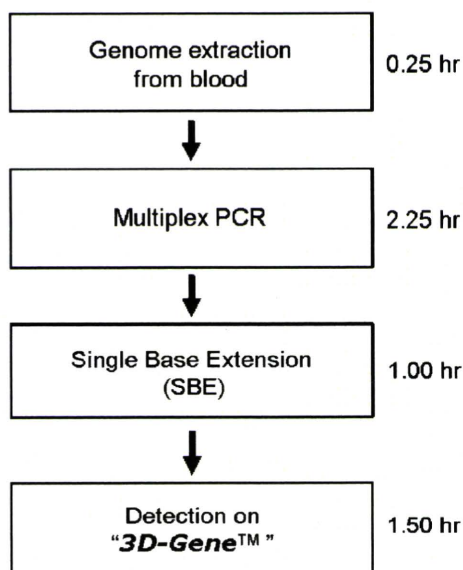 Genome extraction
from blood
0.25 hr
Multiplex PCR
2.25 hr
Single Base Extension
(SBE)
1.00 hr
Detection on
“3D-Gene™ ”
1.50 hr